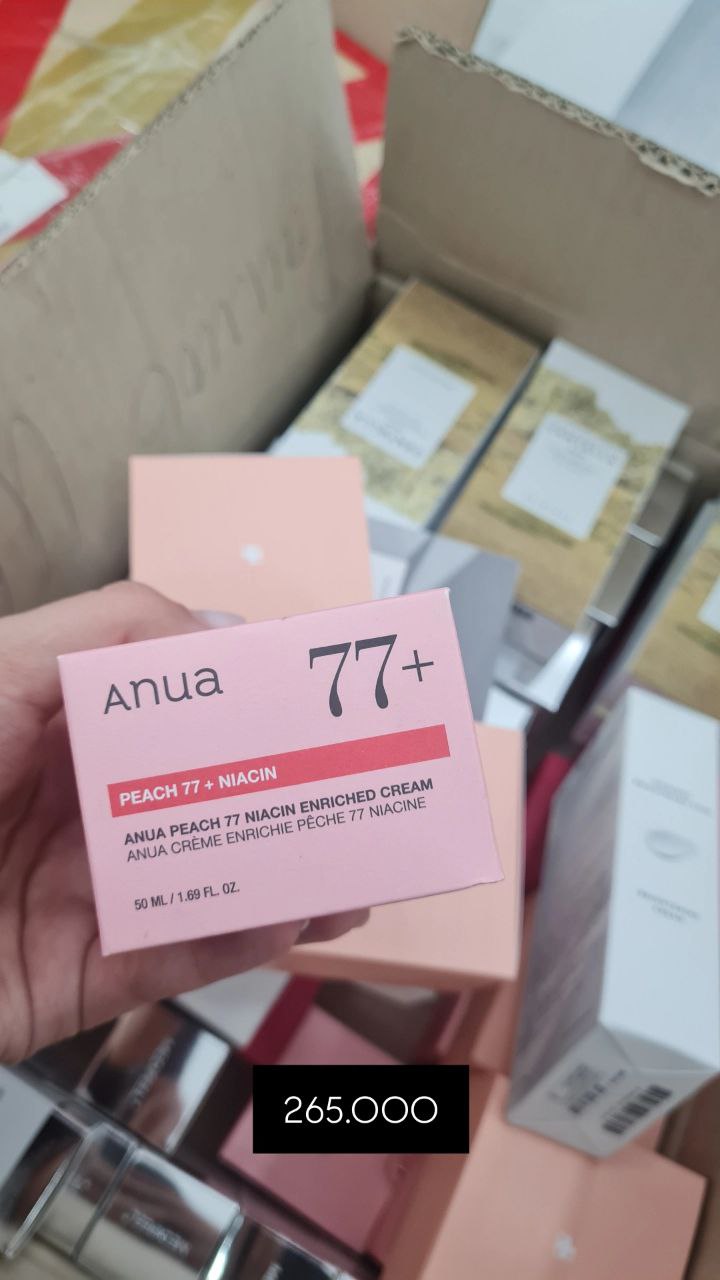 Anua
77+
PEACH 77 + NIACIN
ANUA PEACH 77 NIACIN ENRICHED CREAM
ANUA CRÈME ENRICHIE PÊCHE 77 NIACINE
50 ML / 1.69 FL. OZ.
265.000